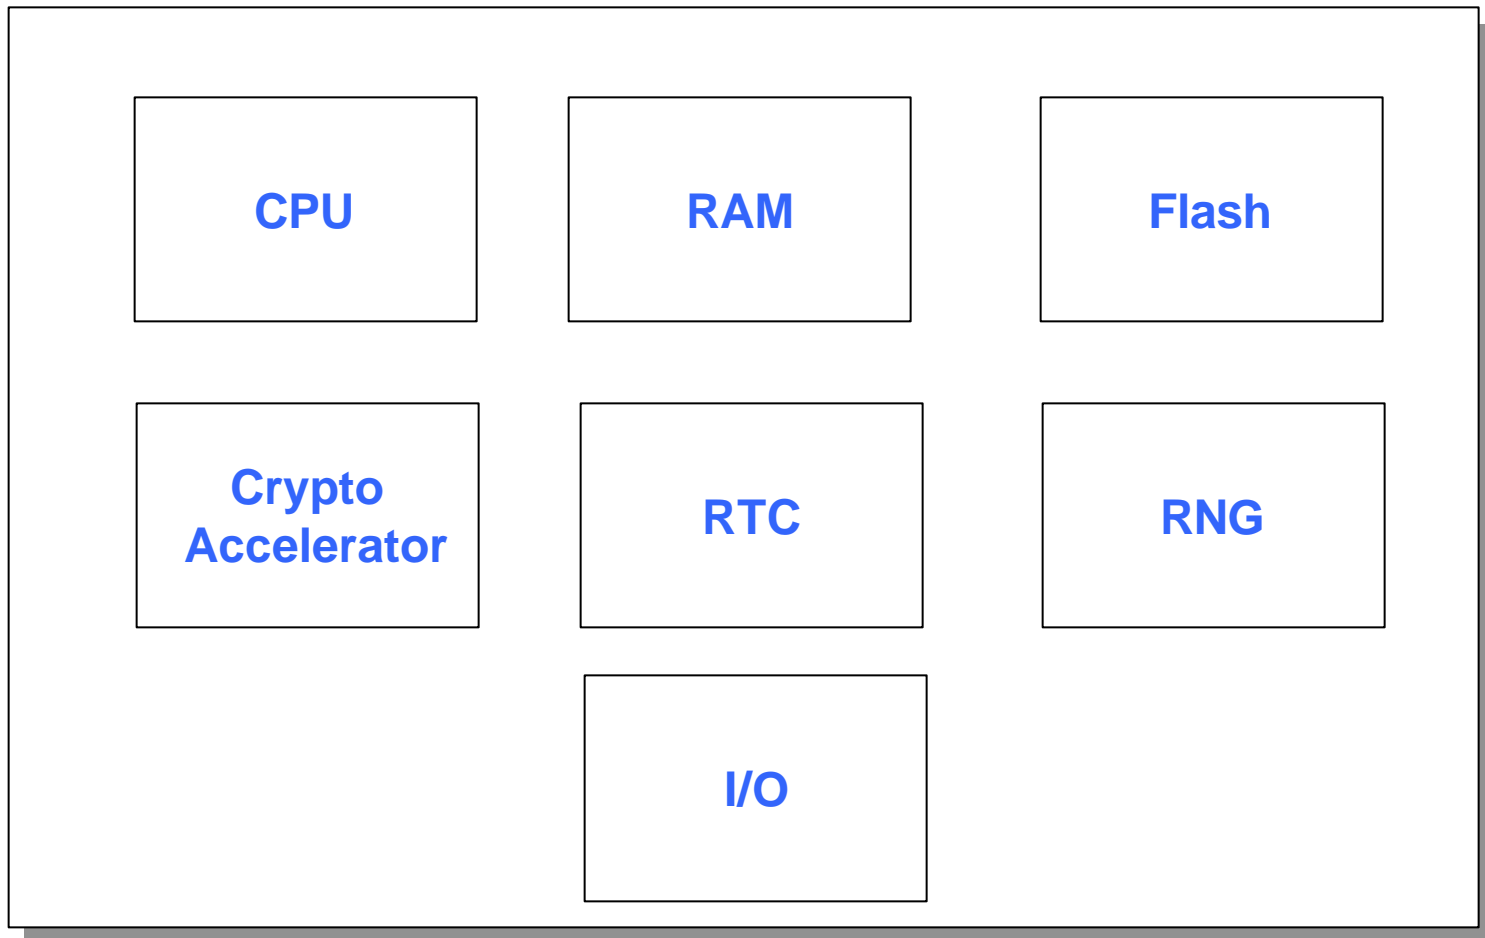 CPU
RAM
Flash
Crypto
Accelerator
RTC
RNG
I/O